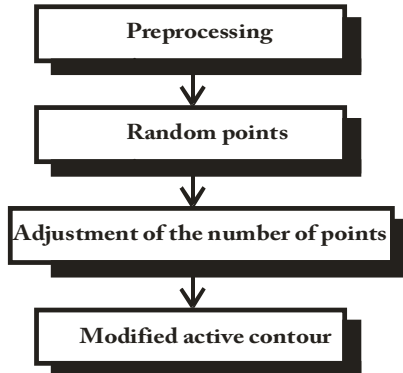 Preprocessing
Random points
Adjustment of the number of points
Modified active contour